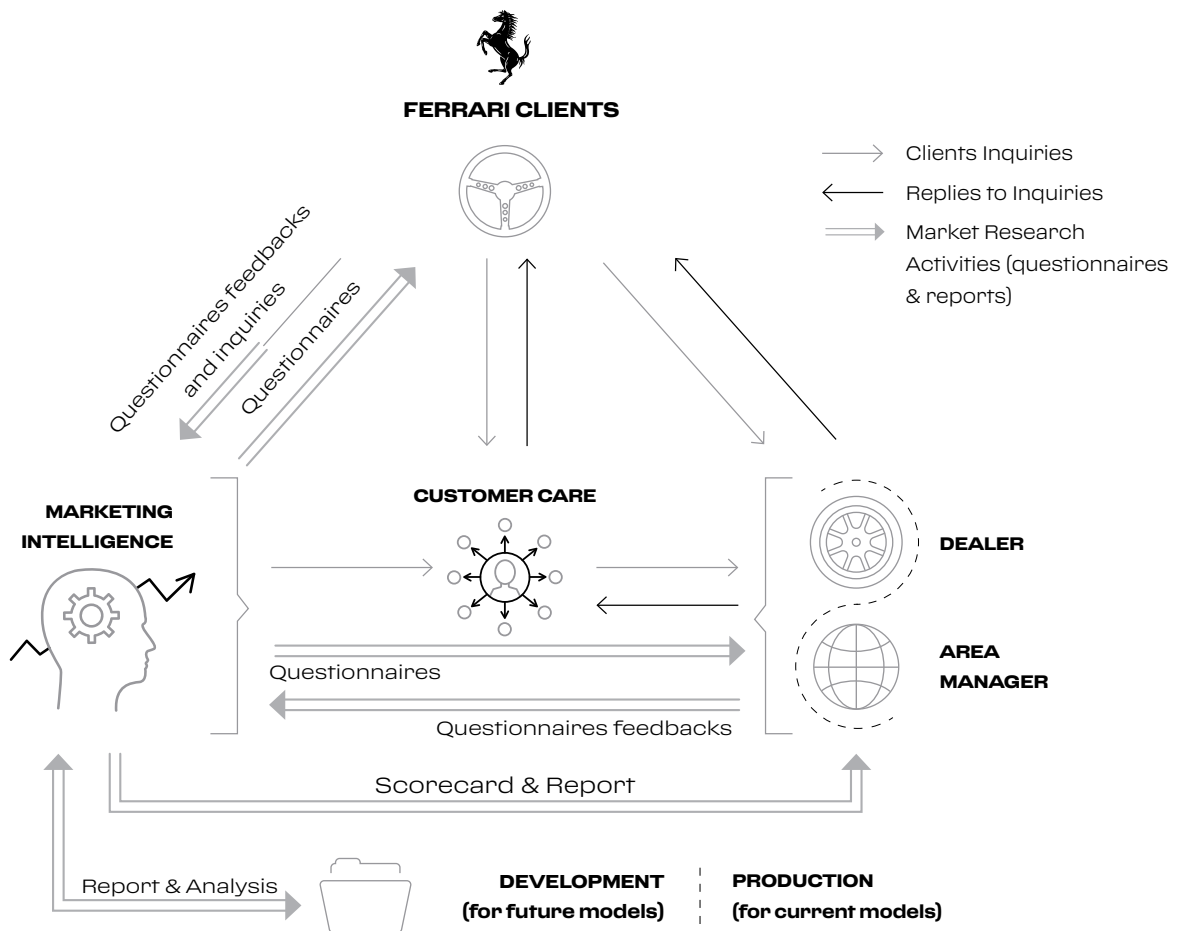 FERRARI CLIENTS
Clients Inquiries
Replies to Inquiries
Market Research
Activities (questionnaires
& reports)
Questionnaires feedbacks
and inquiries
Questionnaires
MARKETING
INTELLIGENCE
CUSTOMER CARE
DEALER
AREA
MANAGER
Questionnaires
Questionnaires feedbacks
Scorecard & Report
Report & Analysis
DEVELOPMENT
(for future models)
PRODUCTION
(for current models)